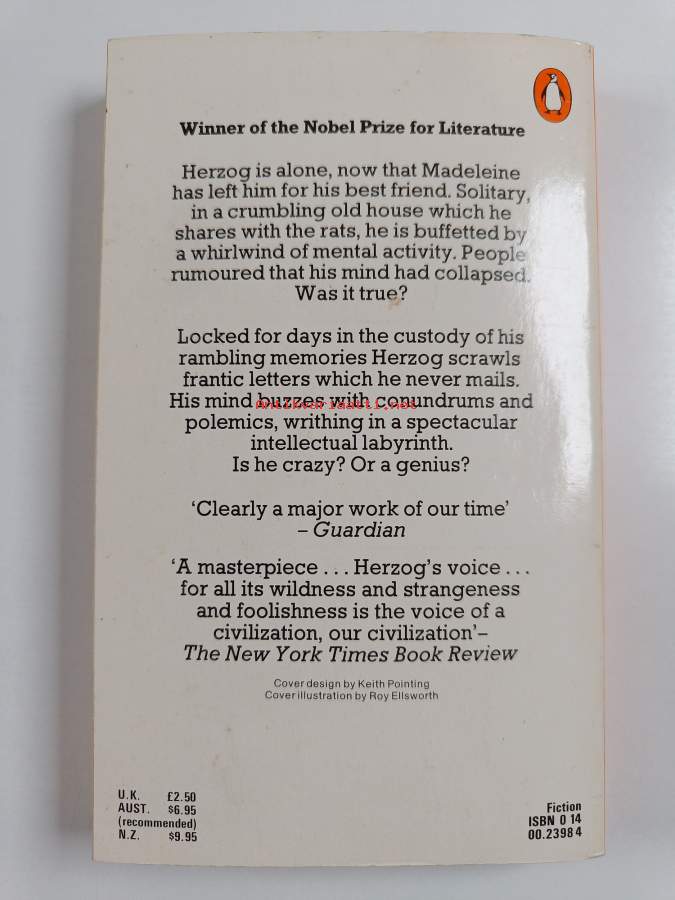 Winner of the Nobel Prize for Literature
Herzog is alone, now that Madeleine
has left him for his best friend. Solitary,
in a crumbling old house which he
shares with the rats, he is buffetted by
a whirlwind of mental activity. People
rumoured that his mind had collapsed.
Was it true?
Locked for days in the custody of his
rambling memories Herzog scrawls
frantic letters which he never mails.
His mind buzzes with conundrums and
Antikvariaatti.net
polemics, writhing in a spectacular
intellectual labyrinth.
Is he crazy? Or a genius?
‘Clearly a major work of our time’
– Guardian
‘A masterpiece . . . Herzog’s voice . . .
for all its wildness and strangeness
and foolishness is the voice of a
civilization, our civilization’–
The New York Times Book Review
Cover design by Keith Pointing
Cover illustration by Roy Ellsworth
U.K. £2.50
AUST. $6.95
(recommended)
N.Z. $9.95
Fiction
ISBN 0 14
00.2398 4